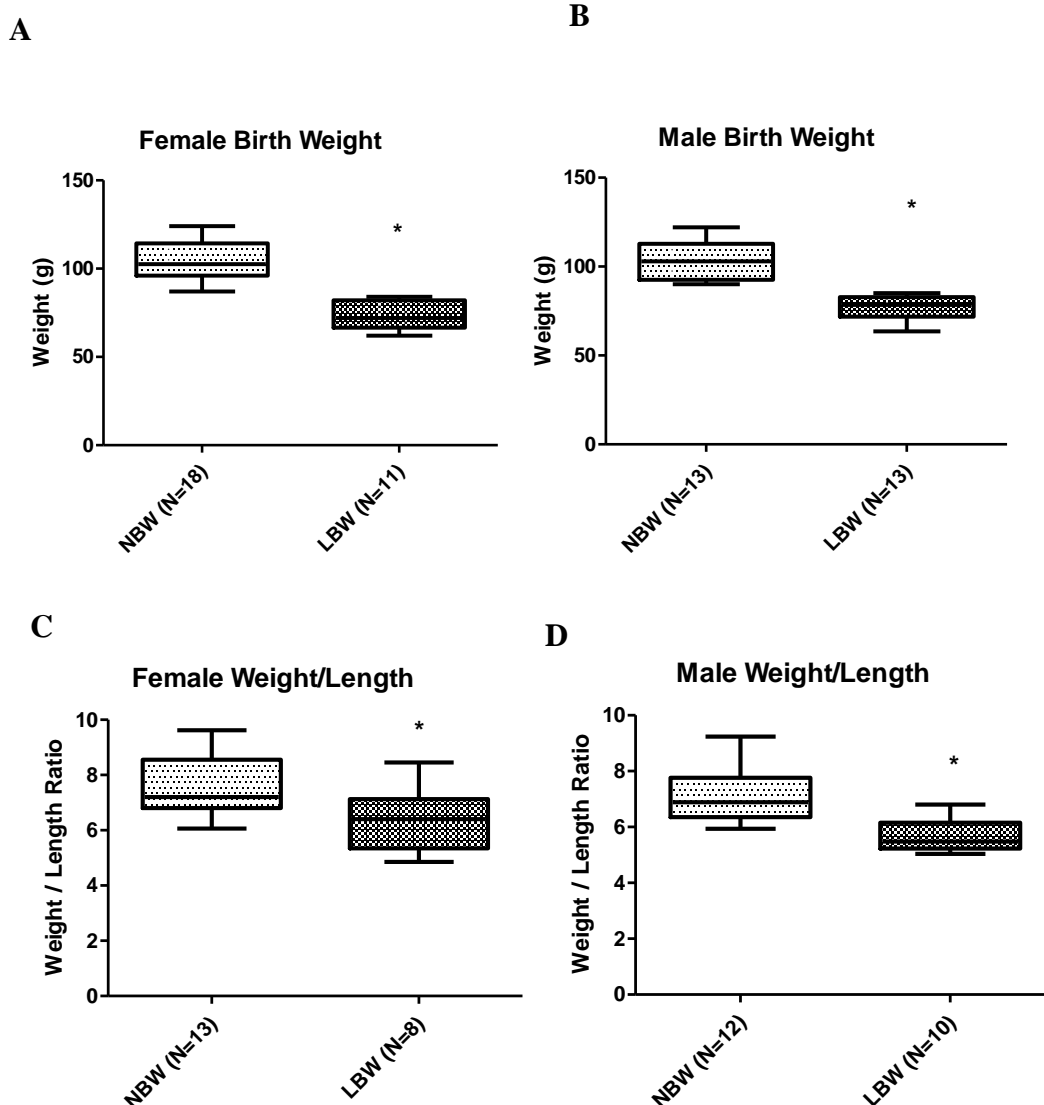 A
B
Female Birth Weight
Male Birth Weight
Weight (g)
150
100
50
0
*
NBW (N=18)
LBW (N=11)
Weight (g)
150
100
50
0
*
NBW (N=13)
LBW (N=13)
C
D
Female Weight/Length
Male Weight/Length
Weight / Length Ratio
10
8
6
4
2
0
*
NBW (N=13)
LBW (N=8)
Weight / Length Ratio
10
8
6
4
2
0
*
NBW (N=12)
LBW (N=10)